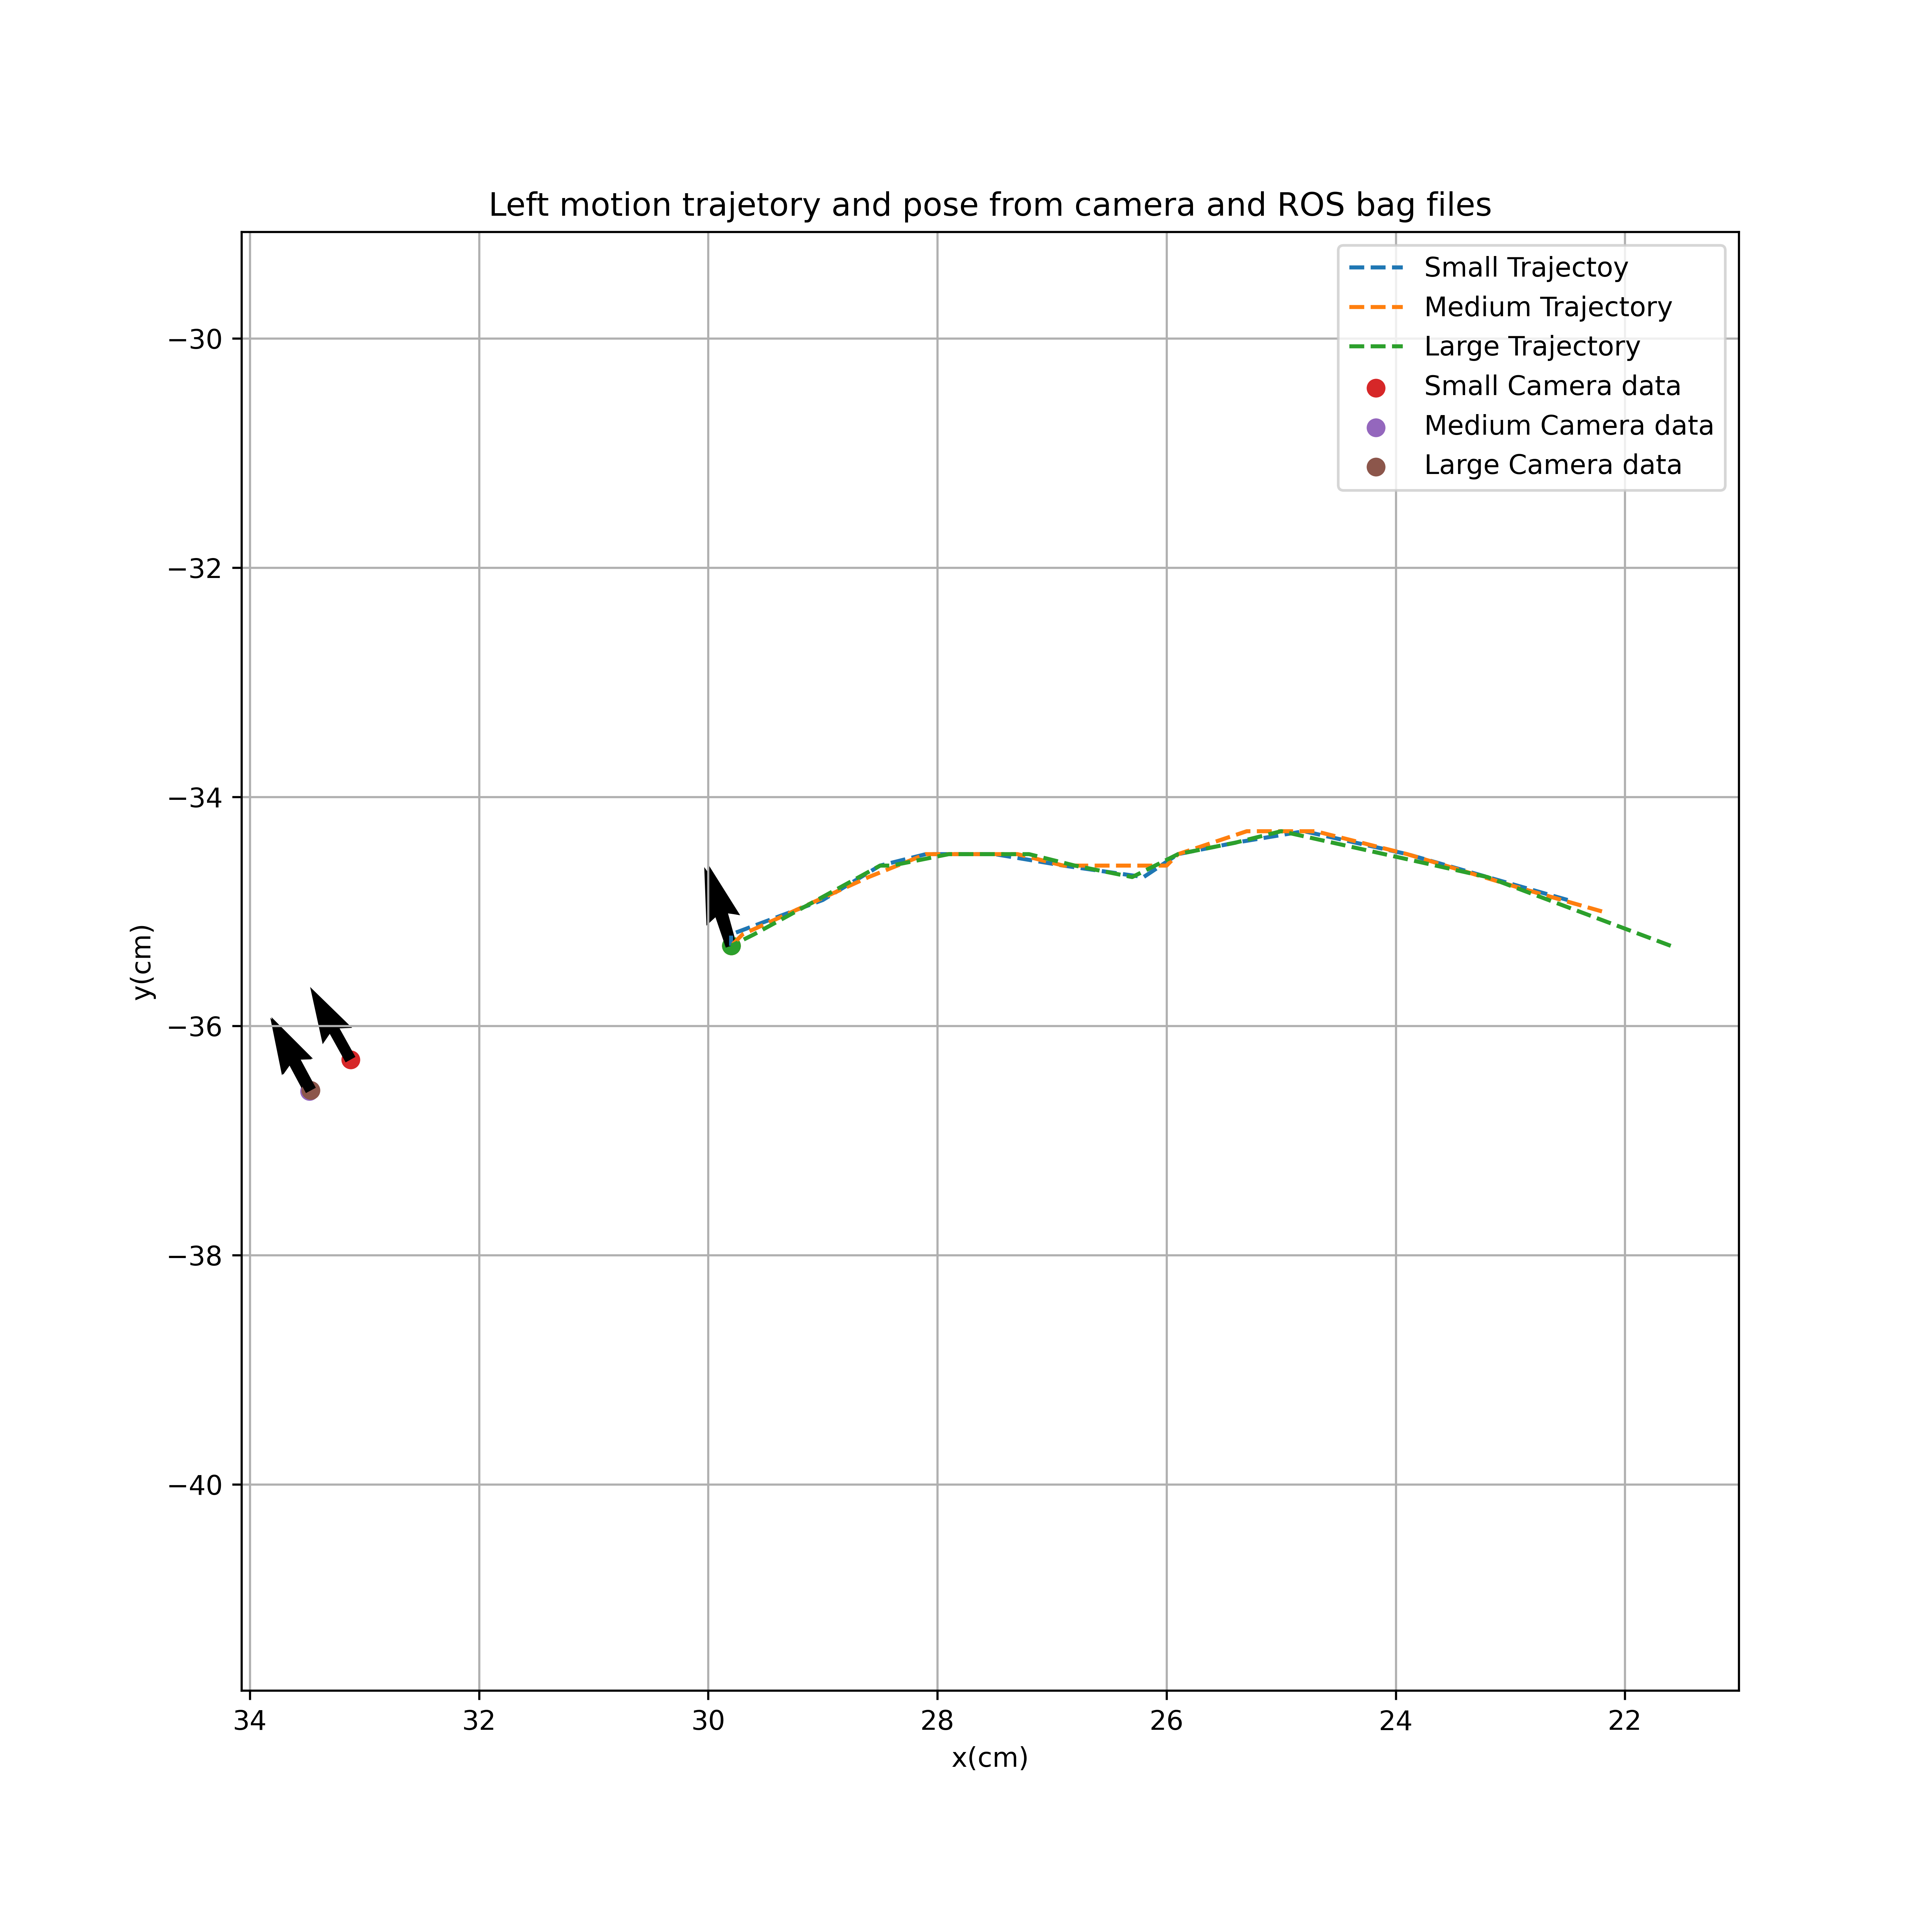 Left motion trajetory and pose from camera and ROS bag files
Small Trajectoy
Medium Trajectory
Large Trajectory
Small Camera data
Medium Camera data
Large Camera data
−30
−32
−34
−36
−38
−40
y(cm)
34 32 30 28 26 24 22
x(cm)